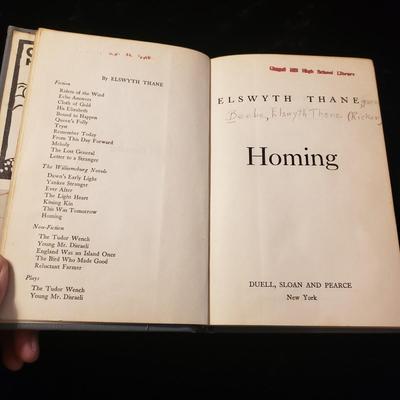 By ELSWYTH THANE
Fiction
Riders of the Wind
Echo Answers
Cloth of Gold
His Elizabeth
Bound to Happen
Queen's Folly
Tryst
Remember Today
From This Day Forward
Melody
The Lost General
Letter to a Stranger
The Williamsburg Novels
Dawn's Early Light
Yankee Stranger
Ever After
The Light Heart
Kissing Kin
This Was Tomorrow
Homing
Non-Fiction
The Tudor Wench
Young Mr. Disraeli
England Was an Island Once
The Bird Who Made Good
Reluctant Farmer
Plays
The Tudor Wench
Young Mr. Disraeli
High School Library
ELSWYTH THANE
Beebe, Elswyth Thane (Ricker)
Homing
DUELL, SLOAN AND PEARCE
New York